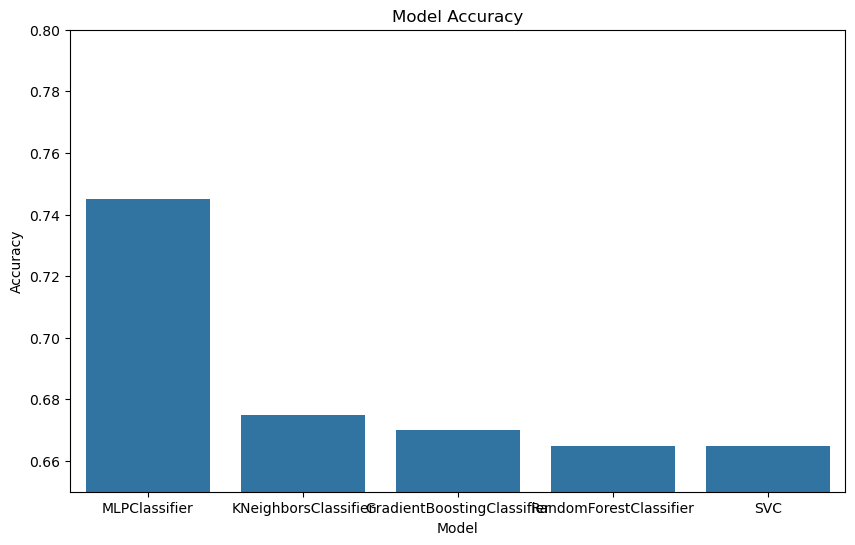 Model Accuracy
0.80
0.78
0.76
0.74
0.72
0.70
0.68
0.66
Accuracy
MLPClassifier
KNeighborsClassifier
GradientBoostingClassifier
RandomForestClassifier
SVC
Model